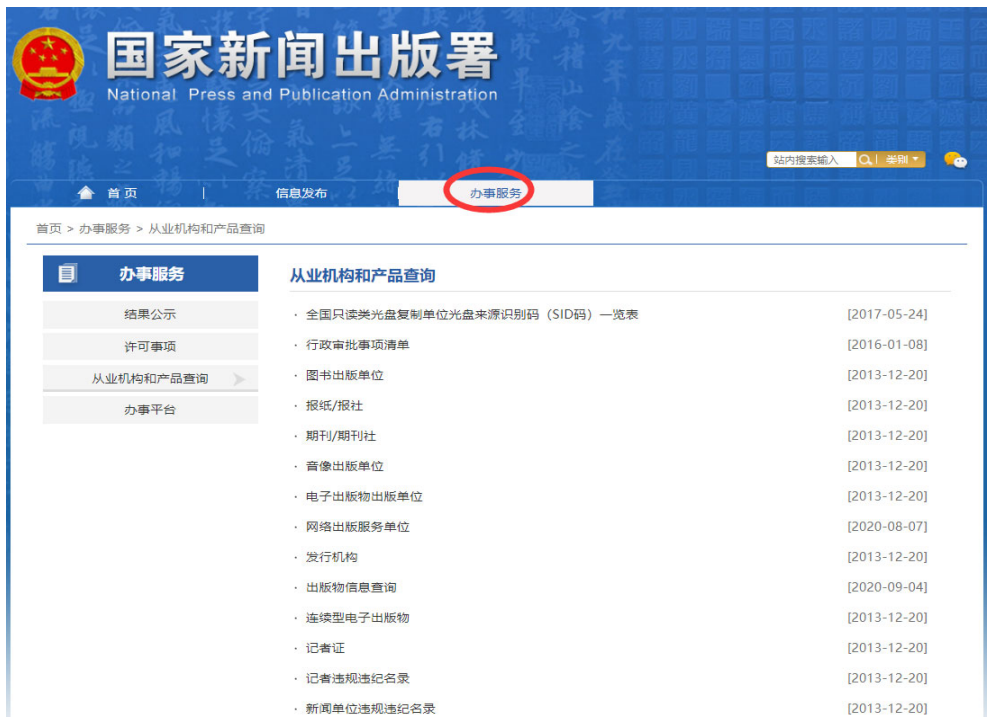 国家新闻出版署
National Press and Publication Administration
站内搜索输入 类别
首页 信息发布 办事服务
首页 > 办事服务 > 从业机构和产品查询
办事服务
结果公示
许可事项
从业机构和产品查询
办事平台
从业机构和产品查询
· 全国只读类光盘复制单位光盘来源识别码（SID码）一览表 [2017-05-24]
· 行政审批事项清单 [2016-01-08]
· 图书出版单位 [2013-12-20]
· 报纸/报社 [2013-12-20]
· 期刊/期刊社 [2013-12-20]
· 音像出版单位 [2013-12-20]
· 电子出版物出版单位 [2013-12-20]
· 网络出版服务单位 [2020-08-07]
· 发行机构 [2013-12-20]
· 出版物信息查询 [2020-09-04]
· 连续型电子出版物 [2013-12-20]
· 记者证 [2013-12-20]
· 记者违规违纪名录 [2013-12-20]
· 新闻单位违规违纪名录 [2013-12-20]